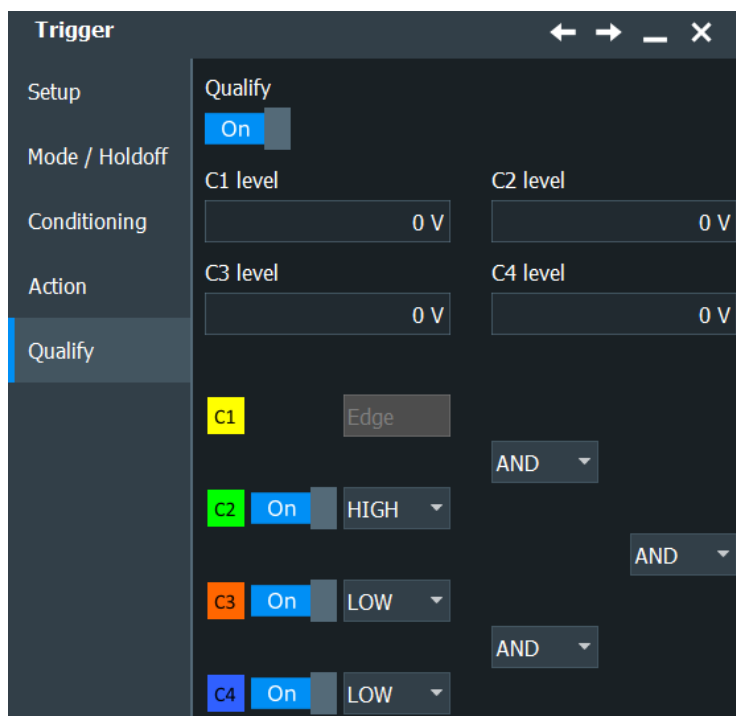 Trigger
Setup
Mode / Holdoff
Conditioning
Action
Qualify
Qualify
On
C1 level
C2 level
0 V
0 V
C3 level
C4 level
0 V
0 V
C1
Edge
AND
C2
On
HIGH
AND
C3
On
LOW
AND
C4
On
LOW